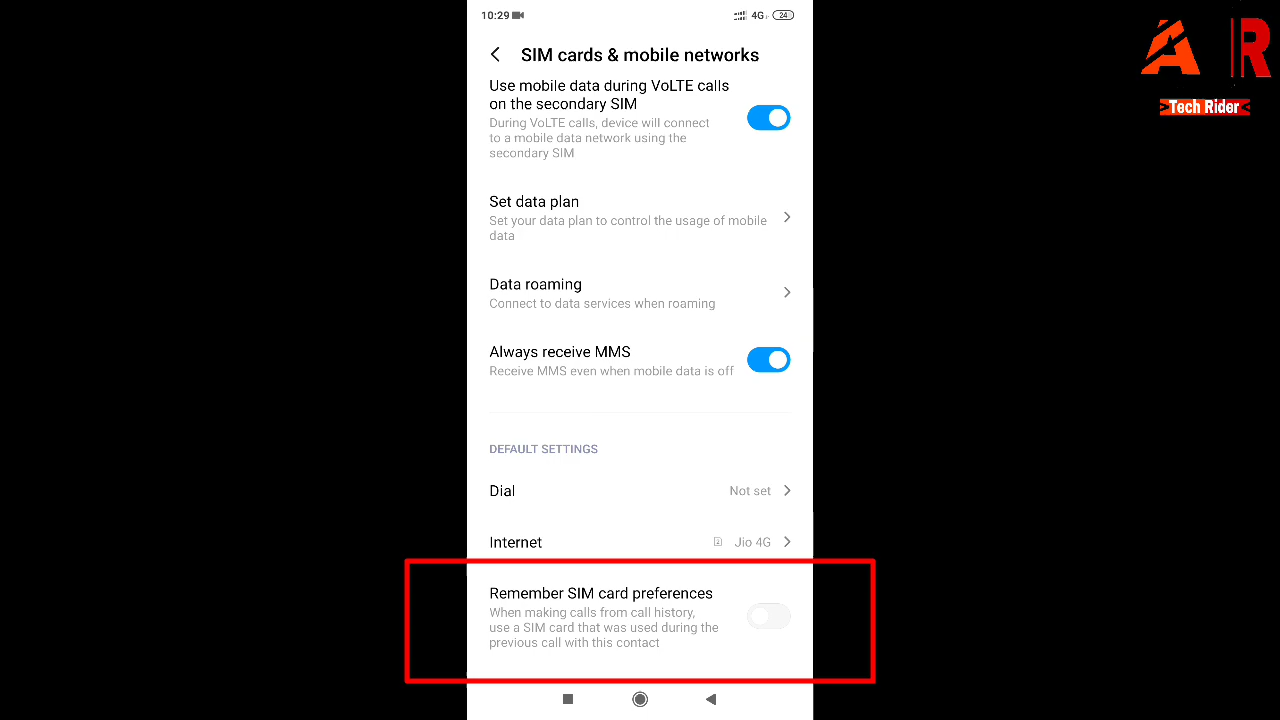 10:29
4G
24
SIM cards & mobile networks
Use mobile data during VoLTE calls
on the secondary SIM
During VoLTE calls, device will connect
to a mobile data network using the
secondary SIM
Set data plan
Set your data plan to control the usage of mobile
data
Data roaming
Connect to data services when roaming
Always receive MMS
Receive MMS even when mobile data is off
DEFAULT SETTINGS
Dial
Not set
Internet
Jio 4G
Remember SIM card preferences
When making calls from call history,
use a SIM card that was used during the
previous call with this contact
A R
>Tech Rider<